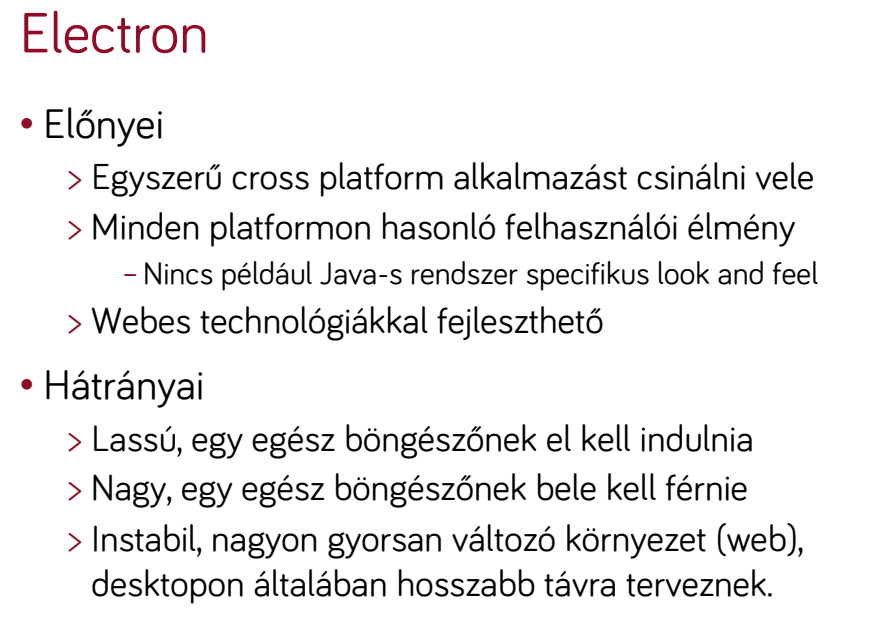 Electron
• Előnyei
> Egyszerű cross platform alkalmazást csinálni vele
> Minden platformon hasonló felhasználói élmény
– Nincs például Java-s rendszer specifikus look and feel
> Webes technológiákkal fejleszthető
• Hátrányai
> Lassú, egy egész böngészőnek el kell indulnia
> Nagy, egy egész böngészőnek bele kell férnie
> Instabil, nagyon gyorsan változó környezet (web),
desktopon általában hosszabb távra terveznek.